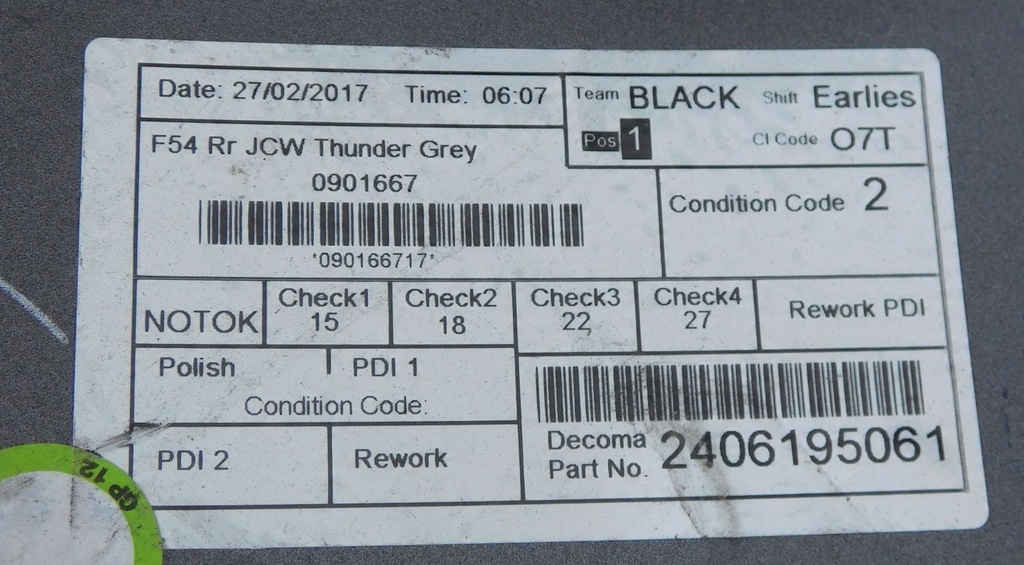 Date: 27/02/2017 Time: 06:07
Team BLACK Shift Earlies
Pos 1 CI Code O7T
F54 Rr JCW Thunder Grey
0901667
*090166717*
Condition Code 2
NOTOK
Check1
15
Check2
18
Check3
22
Check4
27
Rework PDI
Polish PDI 1
Condition Code:
PDI 2
Rework
Decoma
Part No. 2406195061
GP 12